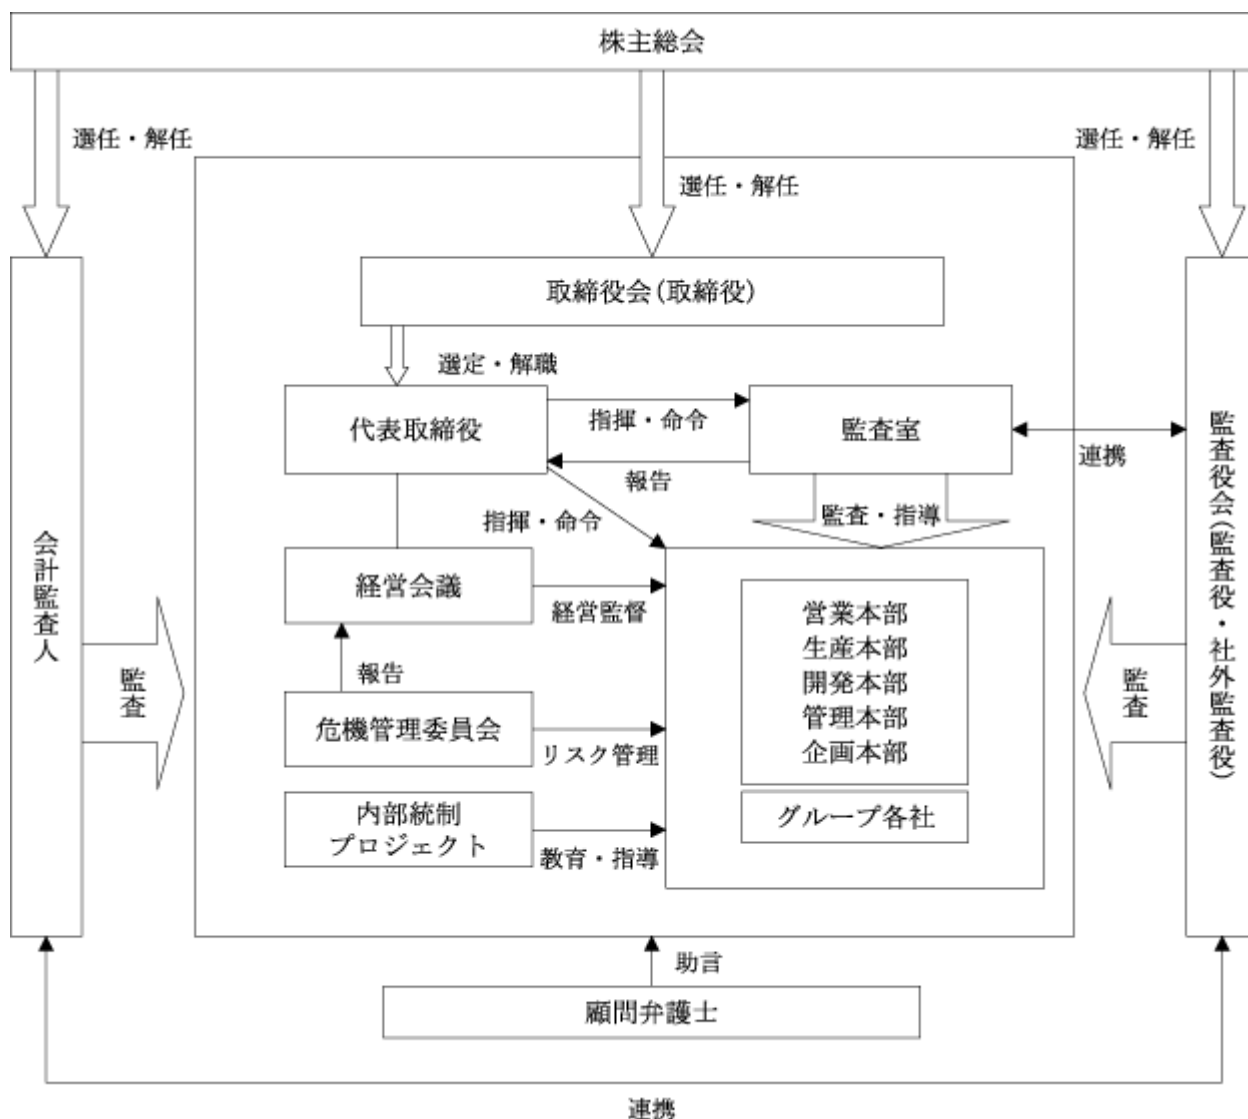 株主総会
選任・解任
選任・解任
選任・解任
取締役会(取締役)
選定・解職
代表取締役
指揮・命令
監査室
報告
連携
指揮・命令
監査・指導
経営会議
経営監督
報告
危機管理委員会
リスク管理
内部統制
プロジェクト
教育・指導
営業本部
生産本部
開発本部
管理本部
企画本部
グループ各社
会計監査人
監査
監査
監査役会(監査役・社外監査役)
助言
顧問弁護士
連携